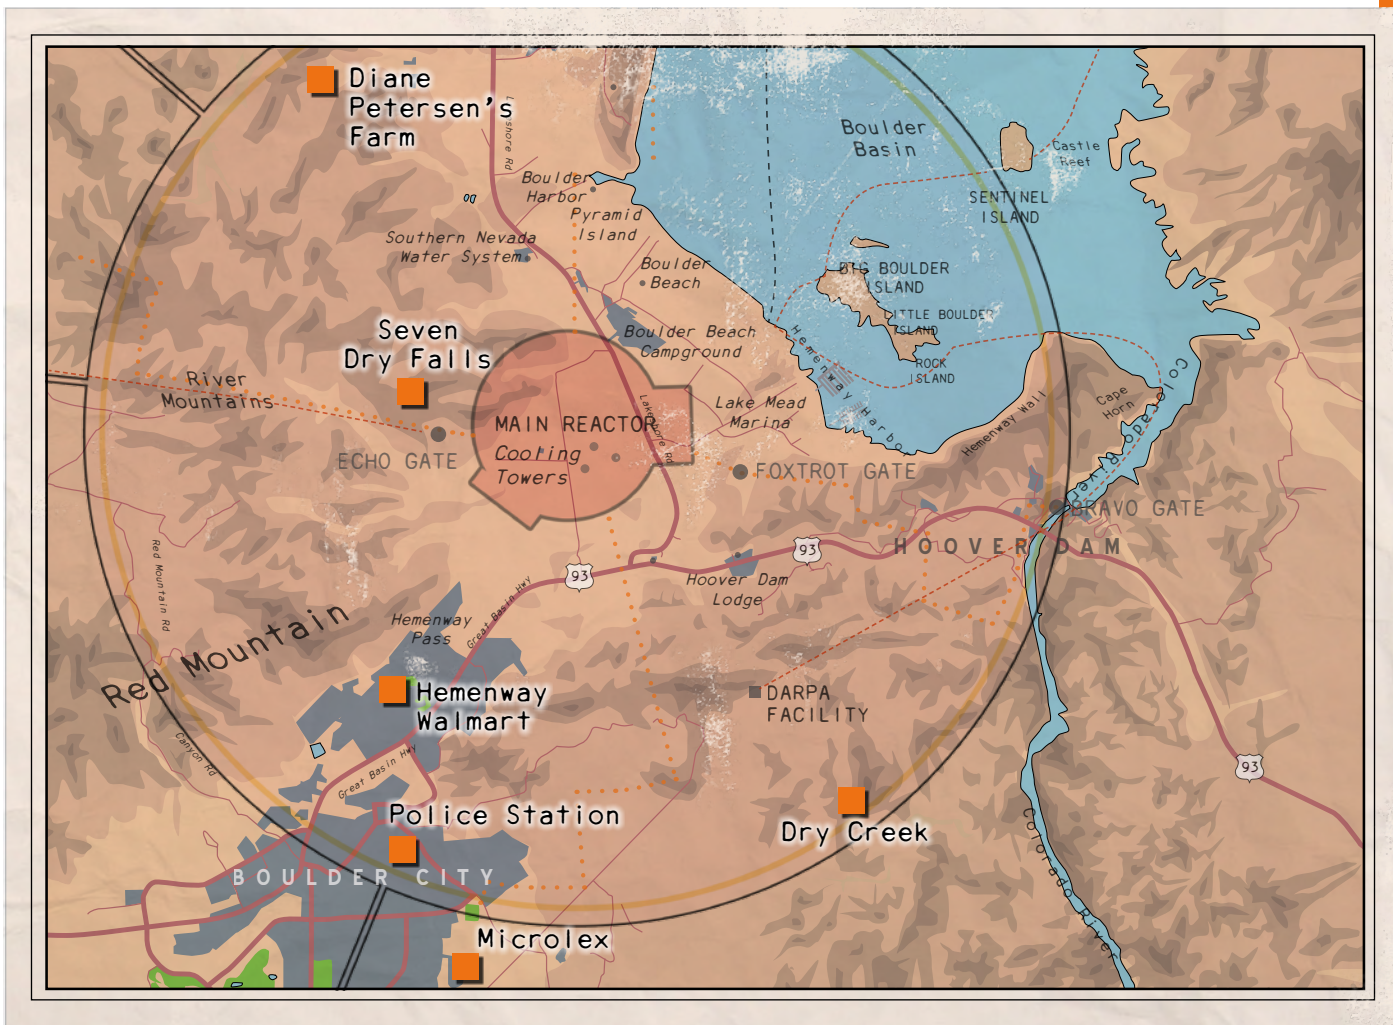 Diane
Petersen's
Farm
Lakeshore Rd
Boulder
Basin
Castle
Reef
Boulder
Harbor
SENTINEL
ISLAND
Pyramid
Island
Southern Nevada
Water System
Boulder
Beach
BIG BOULDER
ISLAND
LITTLE BOULDER
ISLAND
Seven
Dry Falls
Boulder Beach
Campground
Hemenway Harbor
ROCK
ISLAND
River
Mountains
Colorado River
Cape
Horn
Lake Mead
Marina
Hemenway Wall
MAIN REACTOR
Lakeshore Rd
Cooling
Towers
ECHO GATE
FOXTROT GATE
BRAVO GATE
HOOVER DAM
93
93
Hoover Dam
Lodge
Red Mountain Rd
Great Basin Hwy
Hemenway
Pass
Red Mountain
Hemenway
Walmart
DARPA
FACILITY
Canyon Rd
Great Basin Hwy
93
Police Station
Dry Creek
BOULDER CITY
Colorado River
Microlex